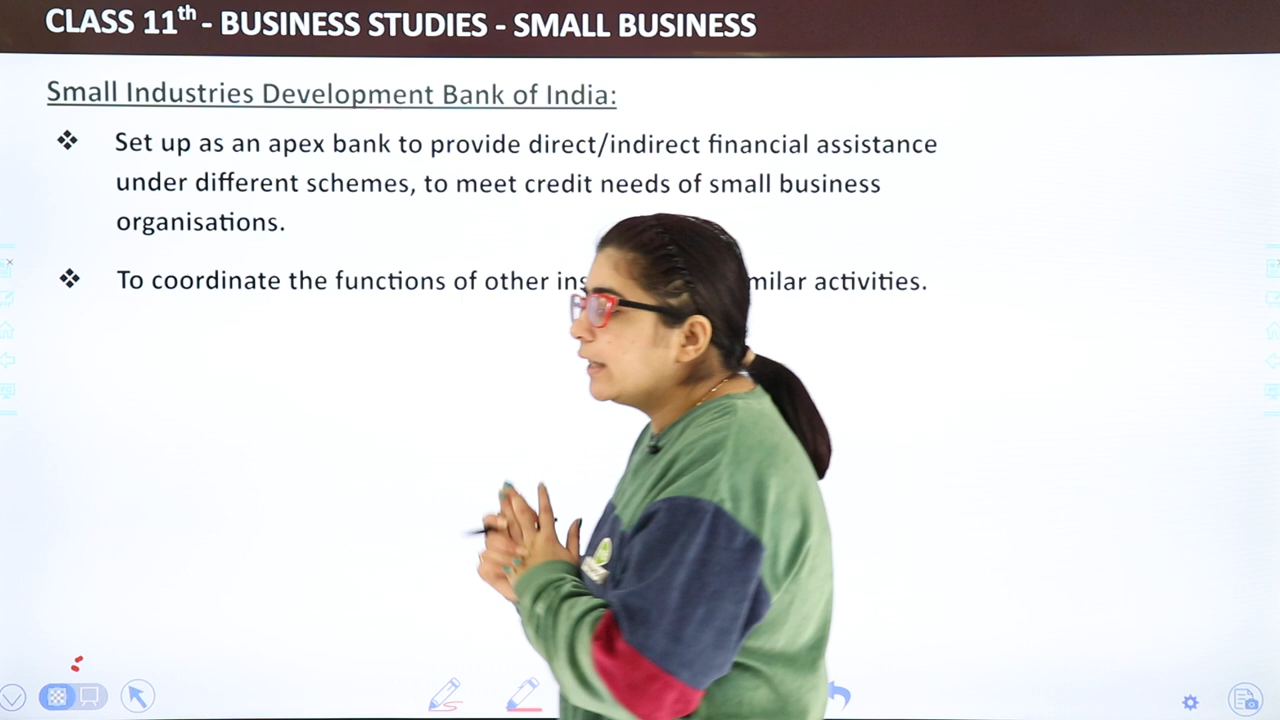 CLASS 11th - BUSINESS STUDIES - SMALL BUSINESS
Small Industries Development Bank of India:
❖ Set up as an apex bank to provide direct/indirect financial assistance
under different schemes, to meet credit needs of small business
organisations.
❖ To coordinate the functions of other activities.